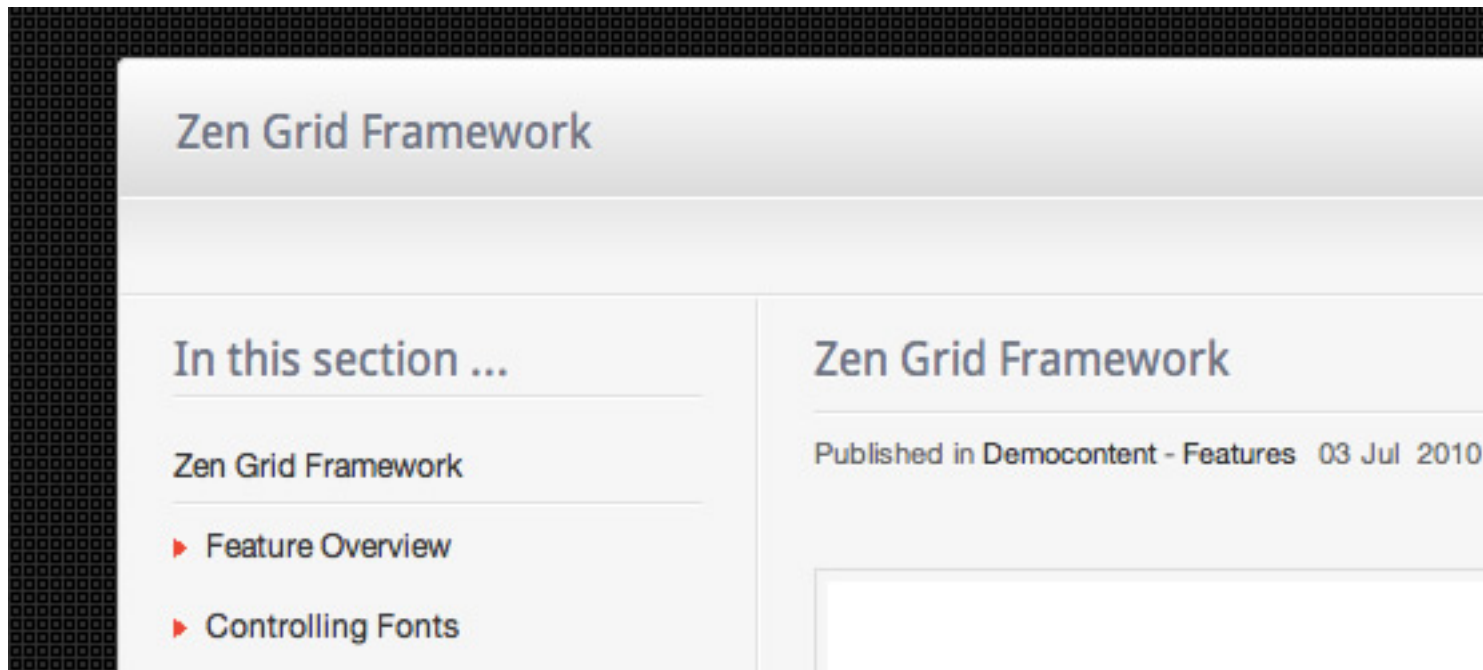 Zen Grid Framework
In this section ...
Zen Grid Framework
Feature Overview
Controlling Fonts
Zen Grid Framework
Published in Democontent - Features 03 Jul 2010